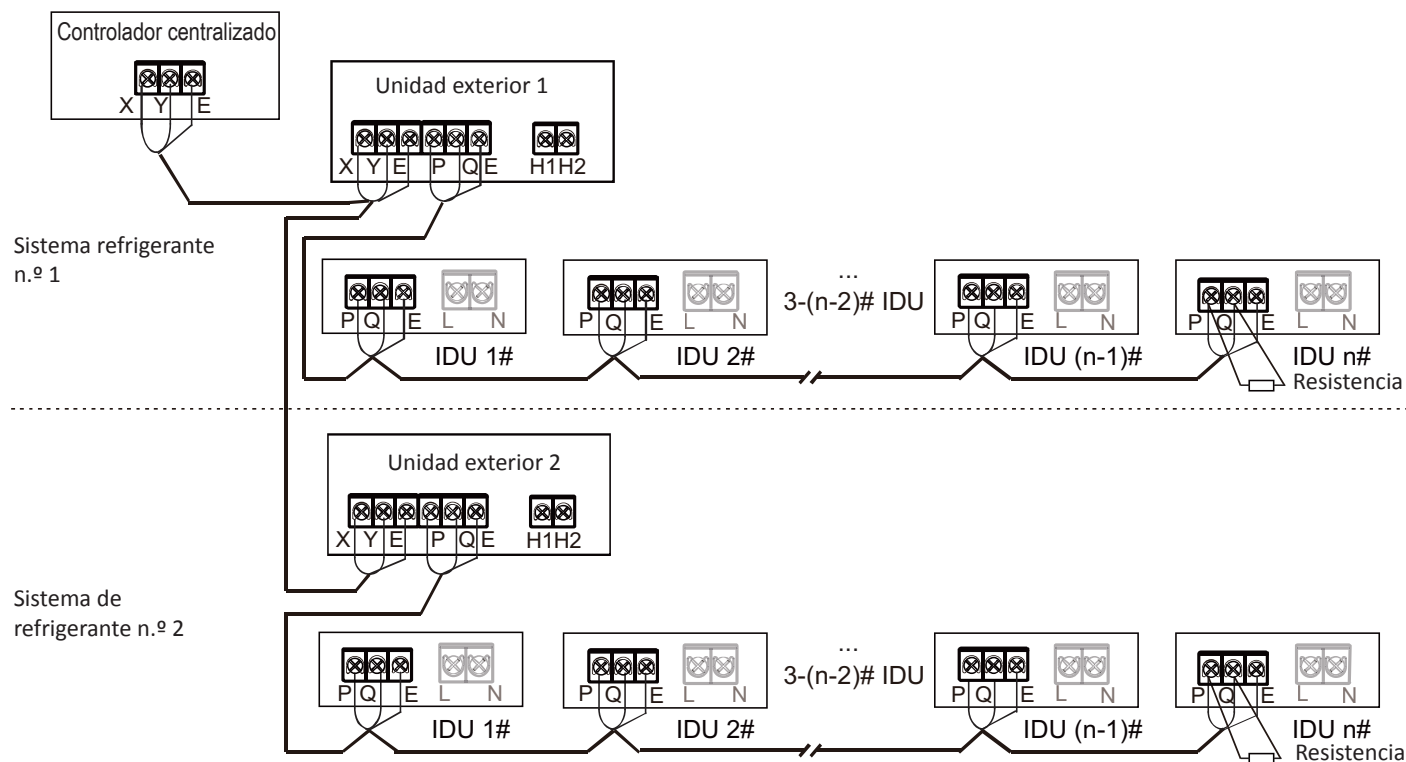 Controlador centralizado
X Y E
Unidad exterior 1
X Y E P Q E H1H2
Sistema refrigerante
n.º 1
P Q E L N
IDU 1#
P Q E L N
IDU 2#
...
3-(n-2)# IDU
P Q E L N
IDU (n-1)#
P Q E L N
IDU n#
Resistencia
Unidad exterior 2
X Y E P Q E H1H2
Sistema de
refrigerante n.º 2
P Q E L N
IDU 1#
P Q E L N
IDU 2#
...
3-(n-2)# IDU
P Q E L N
IDU (n-1)#
P Q E L N
IDU n#
Resistencia